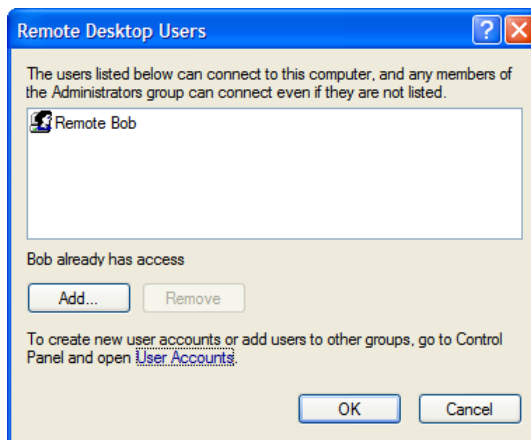 Remote Desktop Users
The users listed below can connect to this computer, and any members of
the Administrators group can connect even if they are not listed.
Remote Bob
Bob already has access
Add... Remove
To create new user accounts or add users to other groups, go to Control
Panel and open User Accounts.
OK Cancel